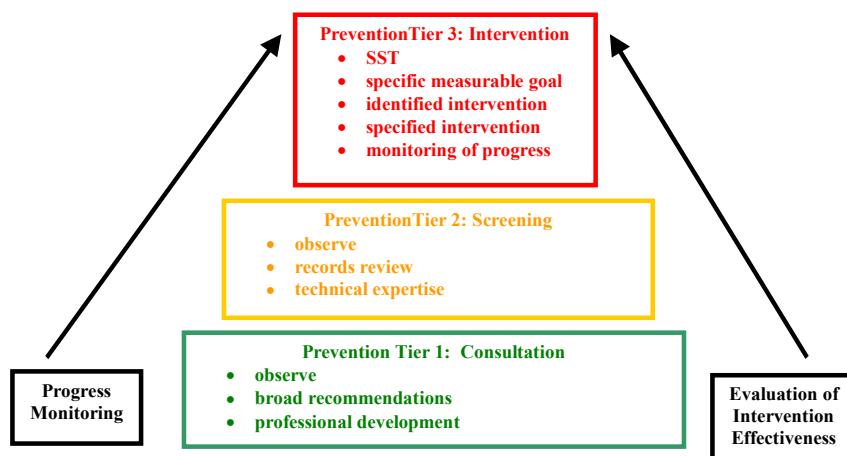 PreventionTier 3: Intervention
• SST
• specific measurable goal
• identified intervention
• specified intervention
• monitoring of progress
PreventionTier 2: Screening
• observe
• records review
• technical expertise
Prevention Tier 1:  Consultation
• observe
• broad recommendations
• professional development
Progress
Monitoring
Evaluation of
Intervention
Effectiveness